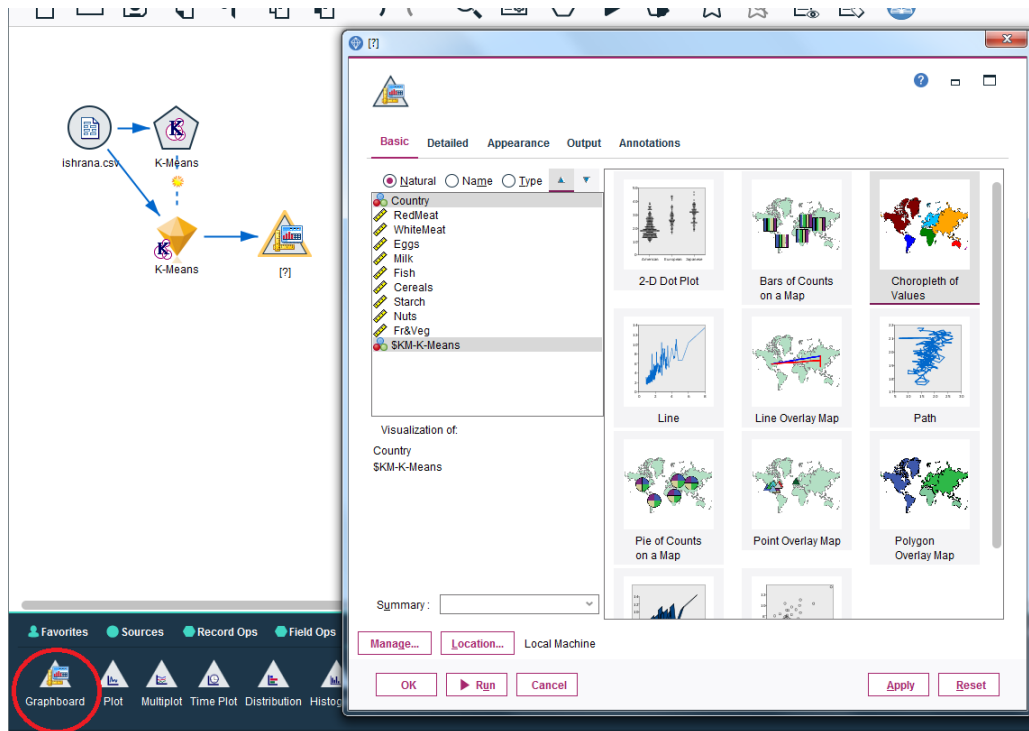 ishrana.csv
K-Means
K-Means
[?]
[?]
Basic Detailed Appearance Output Annotations
Natural Name Type
Country
RedMeat
WhiteMeat
Eggs
Milk
Fish
Cereals
Starch
Nuts
Fr&Veg
$KM-K-Means
Visualization of:
Country
$KM-K-Means
Summary:
2-D Dot Plot
Bars of Counts
on a Map
Choropleth of
Values
Line
Line Overlay Map
Path
Pie of Counts
on a Map
Point Overlay Map
Polygon
Overlay Map
Manage... Location... Local Machine
OK Run Cancel Apply Reset
Favorites Sources Record Ops Field Ops
Graphboard Plot Multiplot Time Plot Distribution Histog